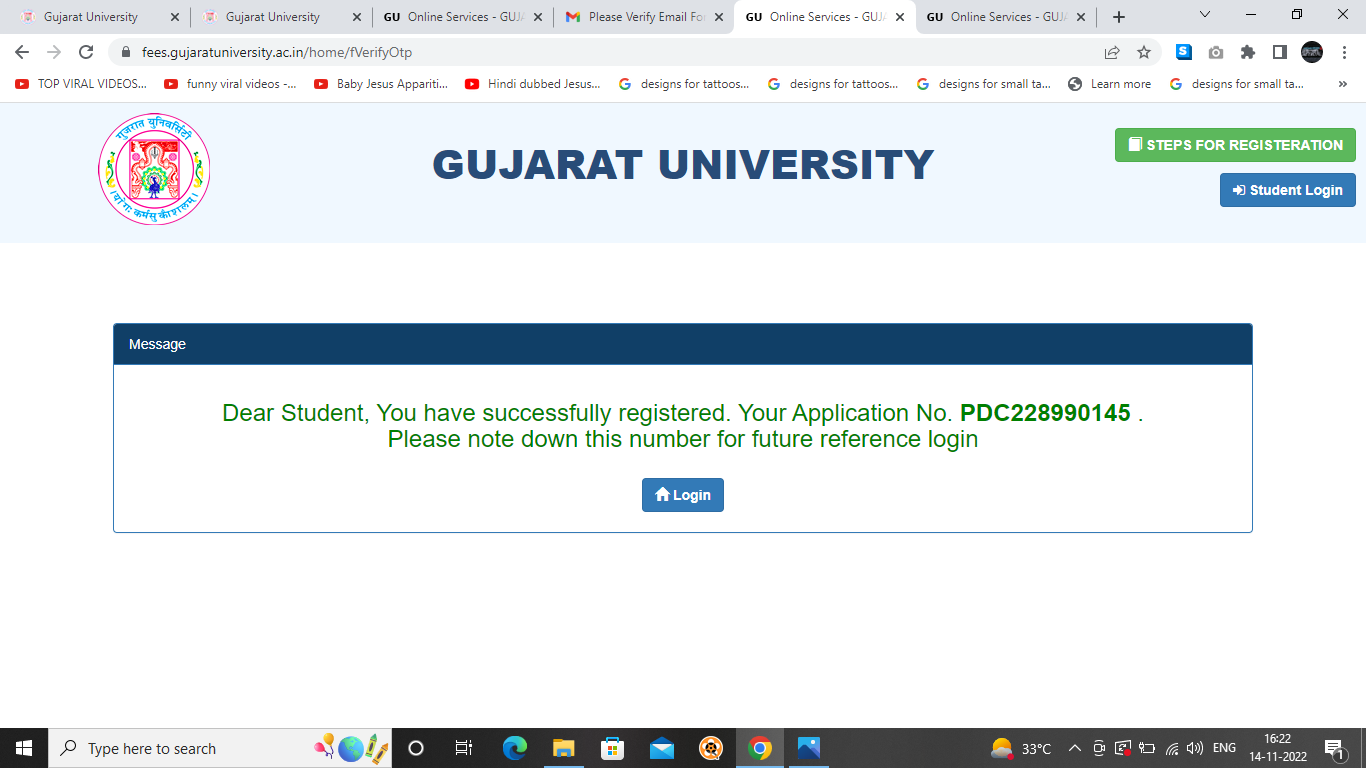 Gujarat University
Gujarat University
GU Online Services - GUJA
Please Verify Email For
GU Online Services - GUJA
GU Online Services - GUJA
fees.gujaratuniversity.ac.in/home/fVerifyOtp
TOP VIRAL VIDEOS...
funny viral videos -...
Baby Jesus Appariti...
Hindi dubbed Jesus...
designs for tattoos...
designs for tattoos...
designs for small ta...
Learn more
designs for small ta...
»
गुजरात युनिवर्सिटी
GUJARAT UNIVERSITY
STEPS FOR REGISTERATION
Student Login
Message
Dear Student, You have successfully registered. Your Application No. PDC228990145 .
Please note down this number for future reference login
Login
Type here to search
33°C
ENG
16:22
14-11-2022
1